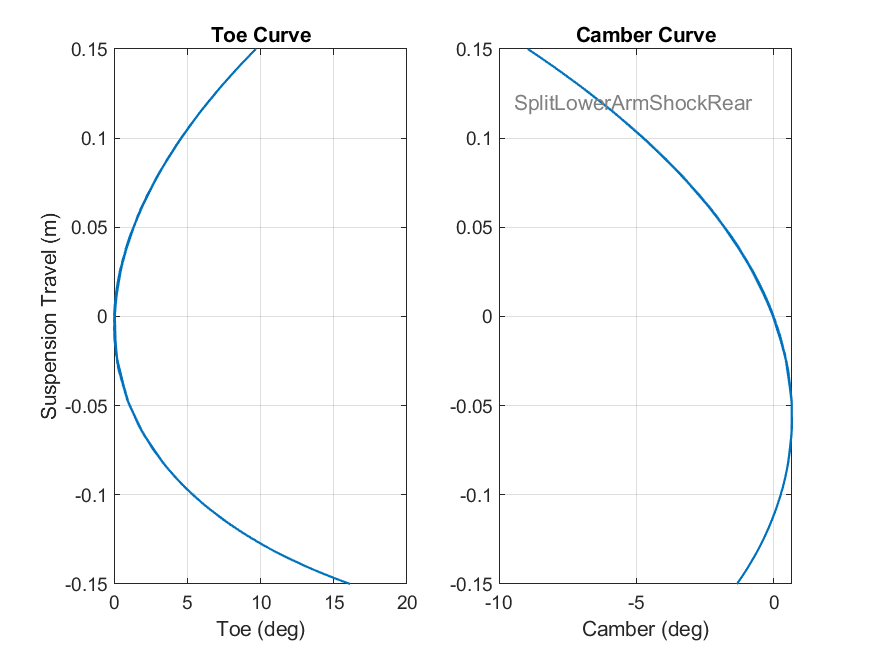 Toe Curve
0.15
0.1
0.05
0
-0.05
-0.1
-0.15
0 5 10 15 20
Suspension Travel (m)
Toe (deg)
Camber Curve
SplitLowerArmShockRear
0.15
0.1
0.05
0
-0.05
-0.1
-0.15
-10 -5 0
Camber (deg)